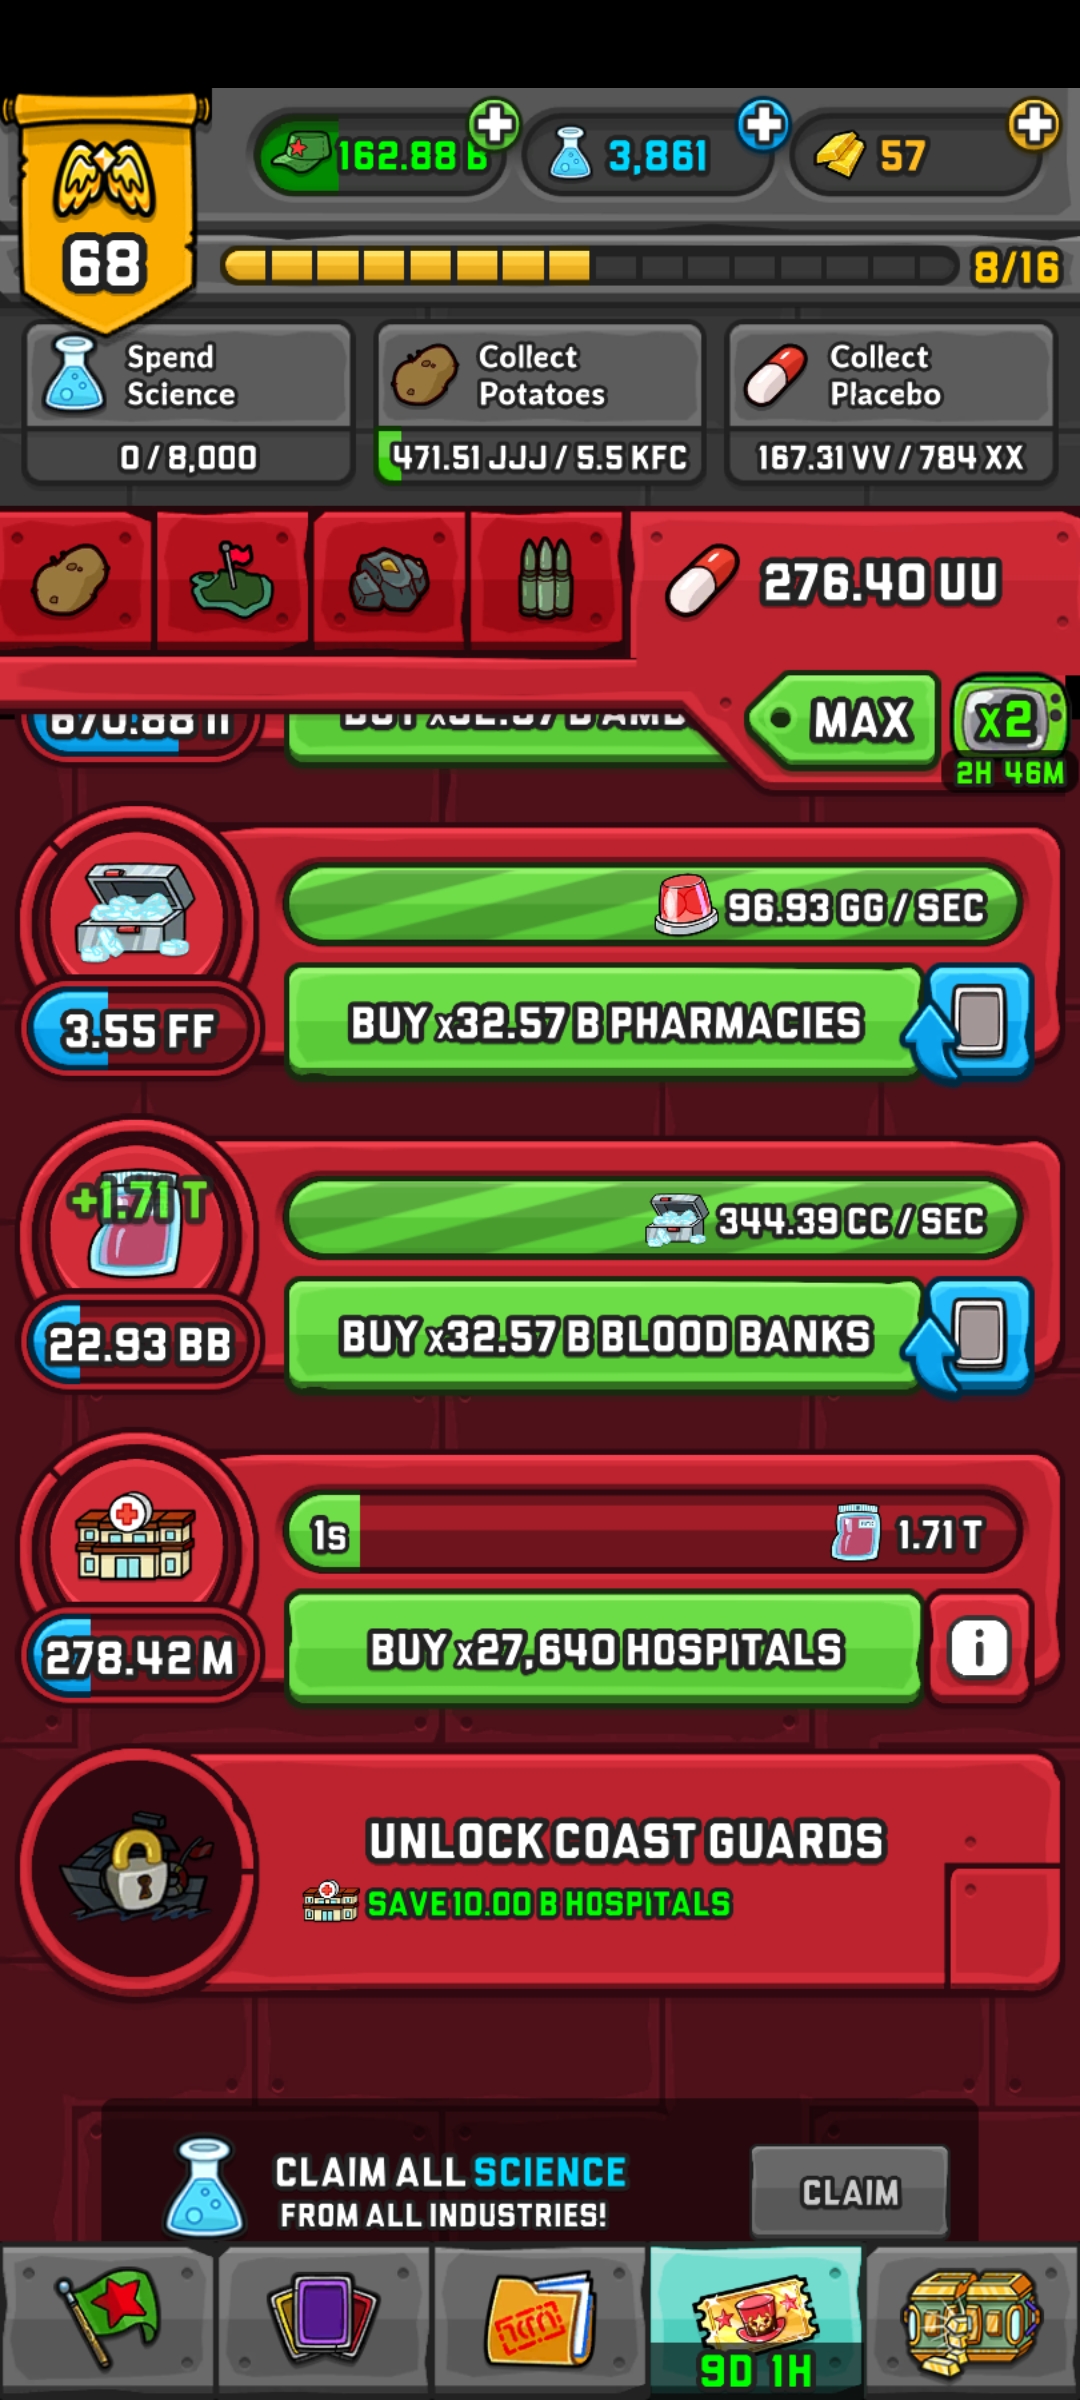 162.88 B
3,861
57
68
8/16
Spend
Science
0 / 8,000
Collect
Potatoes
471.51 JJJ / 5.5 KFC
Collect
Placebo
167.31 VV / 784 XX
276.40 UU
MAX
x2
2H 46M
670.88 II
96.93 GG / SEC
3.55 FF
BUY x32.57 B PHARMACIES
+1.71 T
344.39 CC / SEC
22.93 BB
BUY x32.57 B BLOOD BANKS
1s
1.71 T
278.42 M
BUY x27,640 HOSPITALS
i
UNLOCK COAST GUARDS
SAVE 10.00 B HOSPITALS
CLAIM ALL SCIENCE
FROM ALL INDUSTRIES!
CLAIM
9D 1H